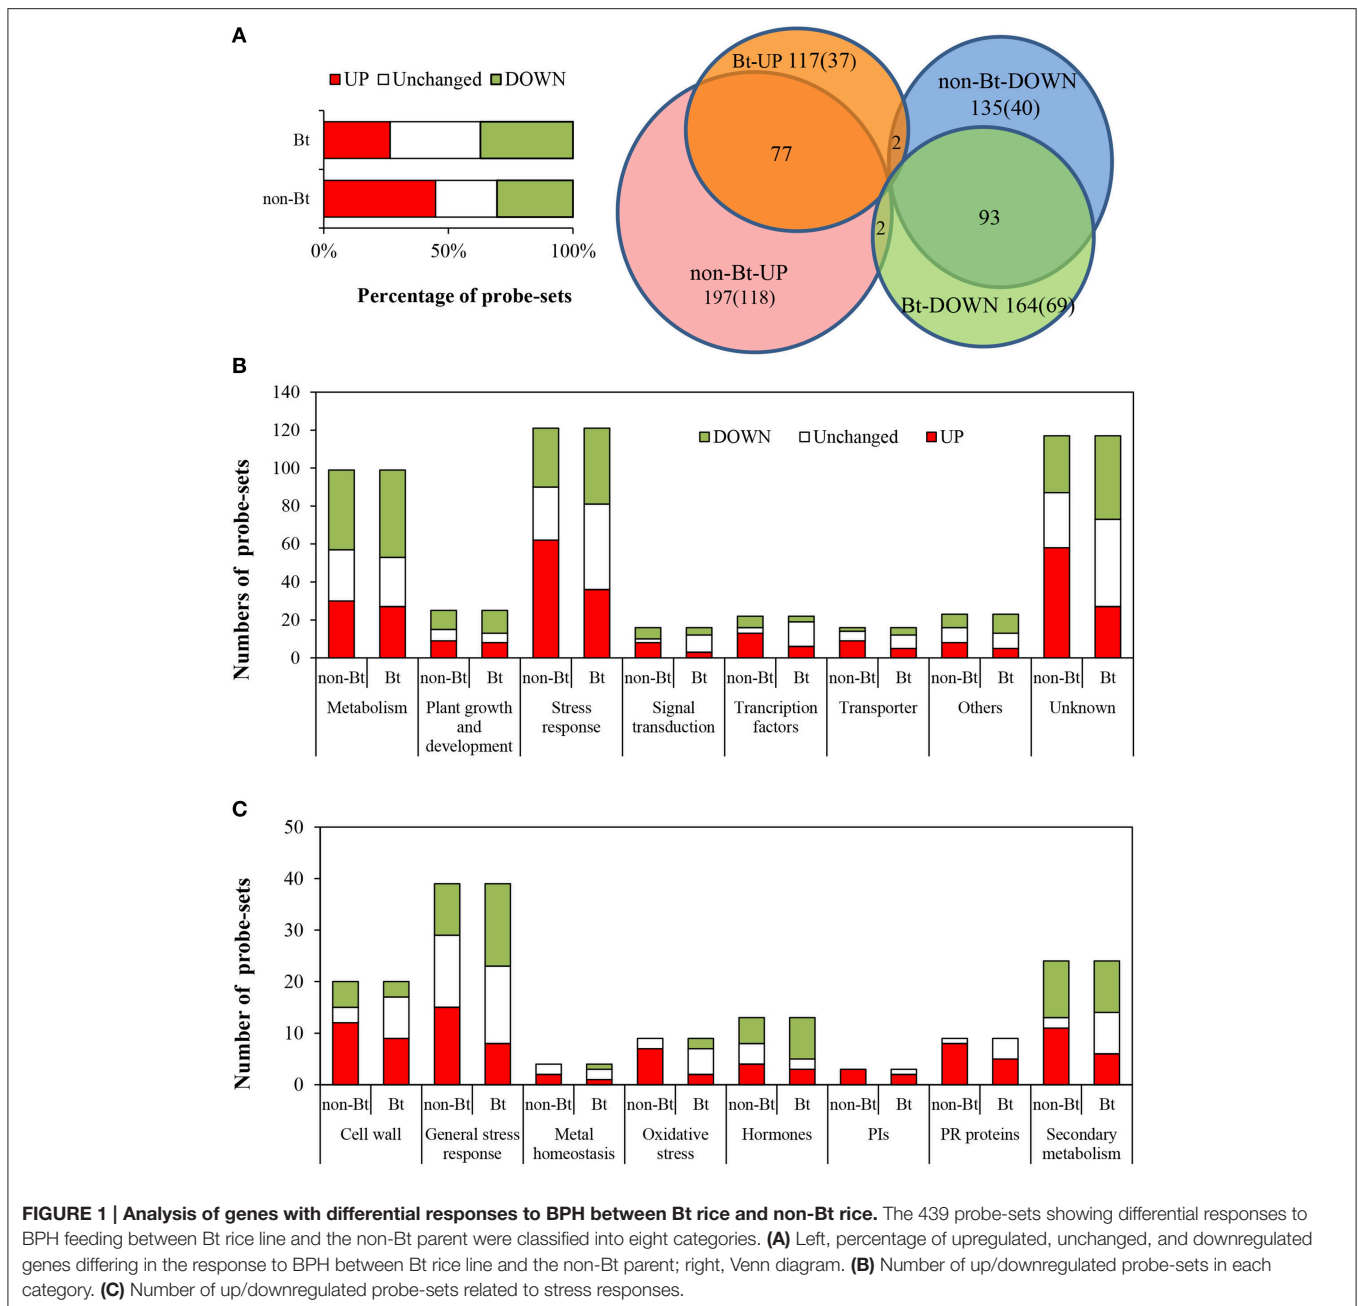 A
UP Unchanged DOWN
Bt
non-Bt
0% 50% 100%
Percentage of probe-sets
Bt-UP 117(37)
non-Bt-DOWN
135(40)
2
77
93
2
non-Bt-UP
197(118)
Bt-DOWN 164(69)
B
Numbers of probe-sets
140
120
100
80
60
40
20
0
DOWN Unchanged UP
non-Bt Bt non-Bt Bt non-Bt Bt non-Bt Bt non-Bt Bt non-Bt Bt non-Bt Bt non-Bt Bt
Metabolism
Plant growth
and
development
Stress
response
Signal
transduction
Trancription
factors
Transporter
Others
Unknown
C
Number of probe-sets
50
40
30
20
10
0
non-Bt Bt non-Bt Bt non-Bt Bt non-Bt Bt non-Bt Bt non-Bt Bt non-Bt Bt non-Bt Bt
Cell wall
General stress
response
Metal
homeostasis
Oxidative
stress
Hormones
PIs
PR proteins
Secondary
metabolism
FIGURE 1 | Analysis of genes with differential responses to BPH between Bt rice and non-Bt rice. The 439 probe-sets showing differential responses to
BPH feeding between Bt rice line and the non-Bt parent were classified into eight categories. (A) Left, percentage of upregulated, unchanged, and downregulated
genes differing in the response to BPH between Bt rice line and the non-Bt parent; right, Venn diagram. (B) Number of up/downregulated probe-sets in each
category. (C) Number of up/downregulated probe-sets related to stress responses.